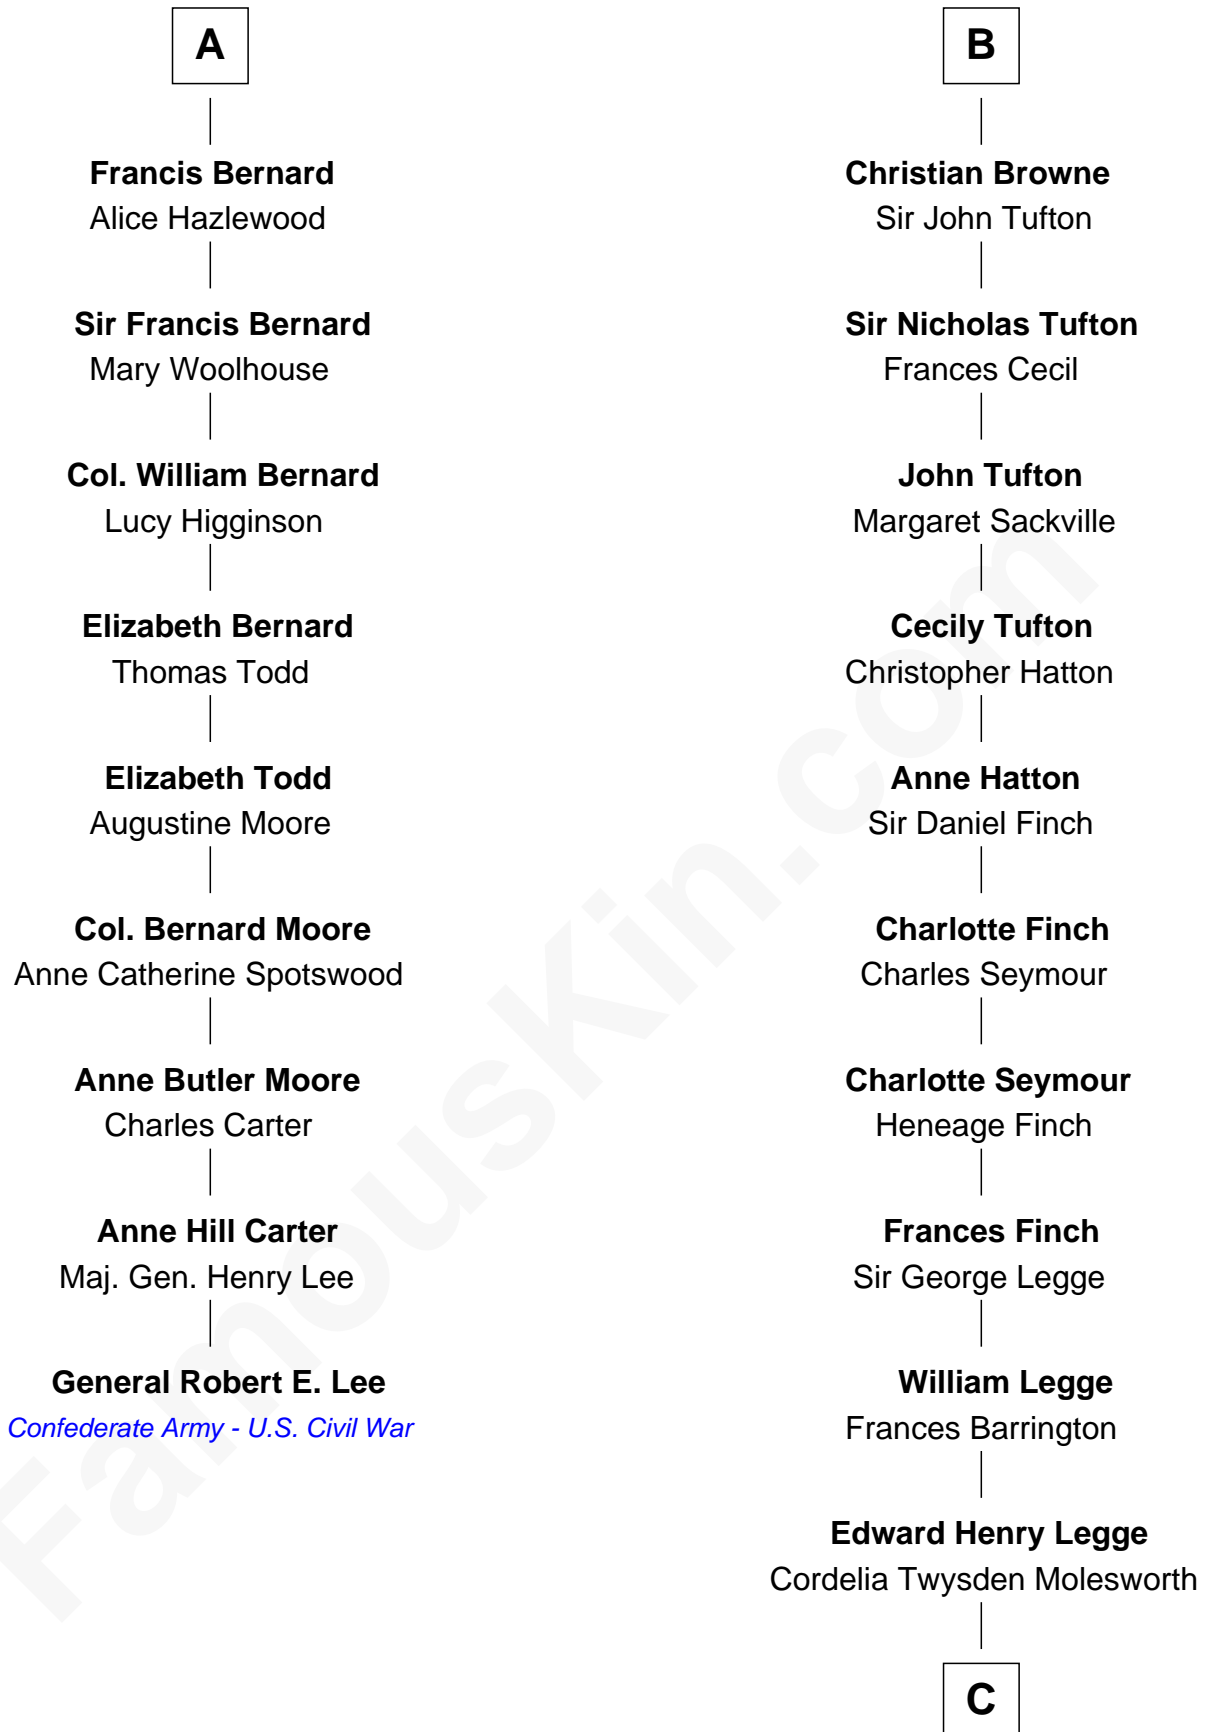 A
Francis Bernard
Alice Hazlewood
Sir Francis Bernard
Mary Woolhouse
Col. William Bernard
Lucy Higginson
Elizabeth Bernard
Thomas Todd
Elizabeth Todd
Augustine Moore
Col. Bernard Moore
Anne Catherine Spotswood
Anne Butler Moore
Charles Carter
Anne Hill Carter
Maj. Gen. Henry Lee
General Robert E. Lee
Confederate Army - U.S. Civil War
B
Christian Browne
Sir John Tufton
Sir Nicholas Tufton
Frances Cecil
John Tufton
Margaret Sackville
Cecily Tufton
Christopher Hatton
Anne Hatton
Sir Daniel Finch
Charlotte Finch
Charles Seymour
Charlotte Seymour
Heneage Finch
Frances Finch
Sir George Legge
William Legge
Frances Barrington
Edward Henry Legge
Cordelia Twysden Molesworth
C
FamousKin.com